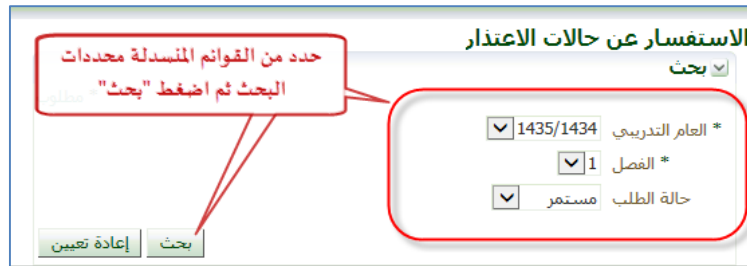 الاستفسار عن حالات الاعتذار
بحث
حدد من القوائم المنسدلة محددات
البحث ثم اضغط "بحث"
* العام التدريبي 1435/1434
* الفصل 1
حالة الطلب مستمر
بحث إعادة تعيين